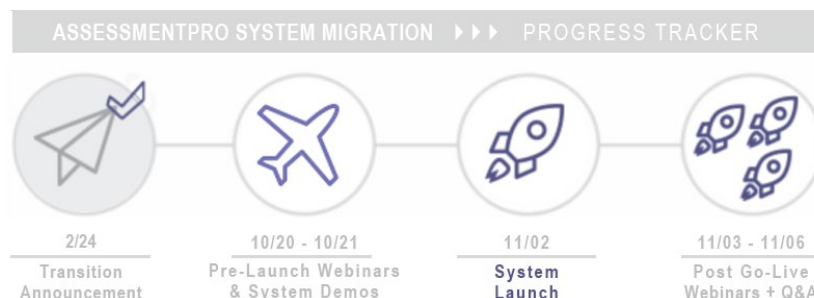 ASSESSMENTPRO SYSTEM MIGRATION PROGRESS TRACKER
2/24
Transition
Announcement
10/20 - 10/21
Pre-Launch Webinars
& System Demos
11/02
System
Launch
11/03 - 11/06
Post Go-Live
Webinars + Q&A